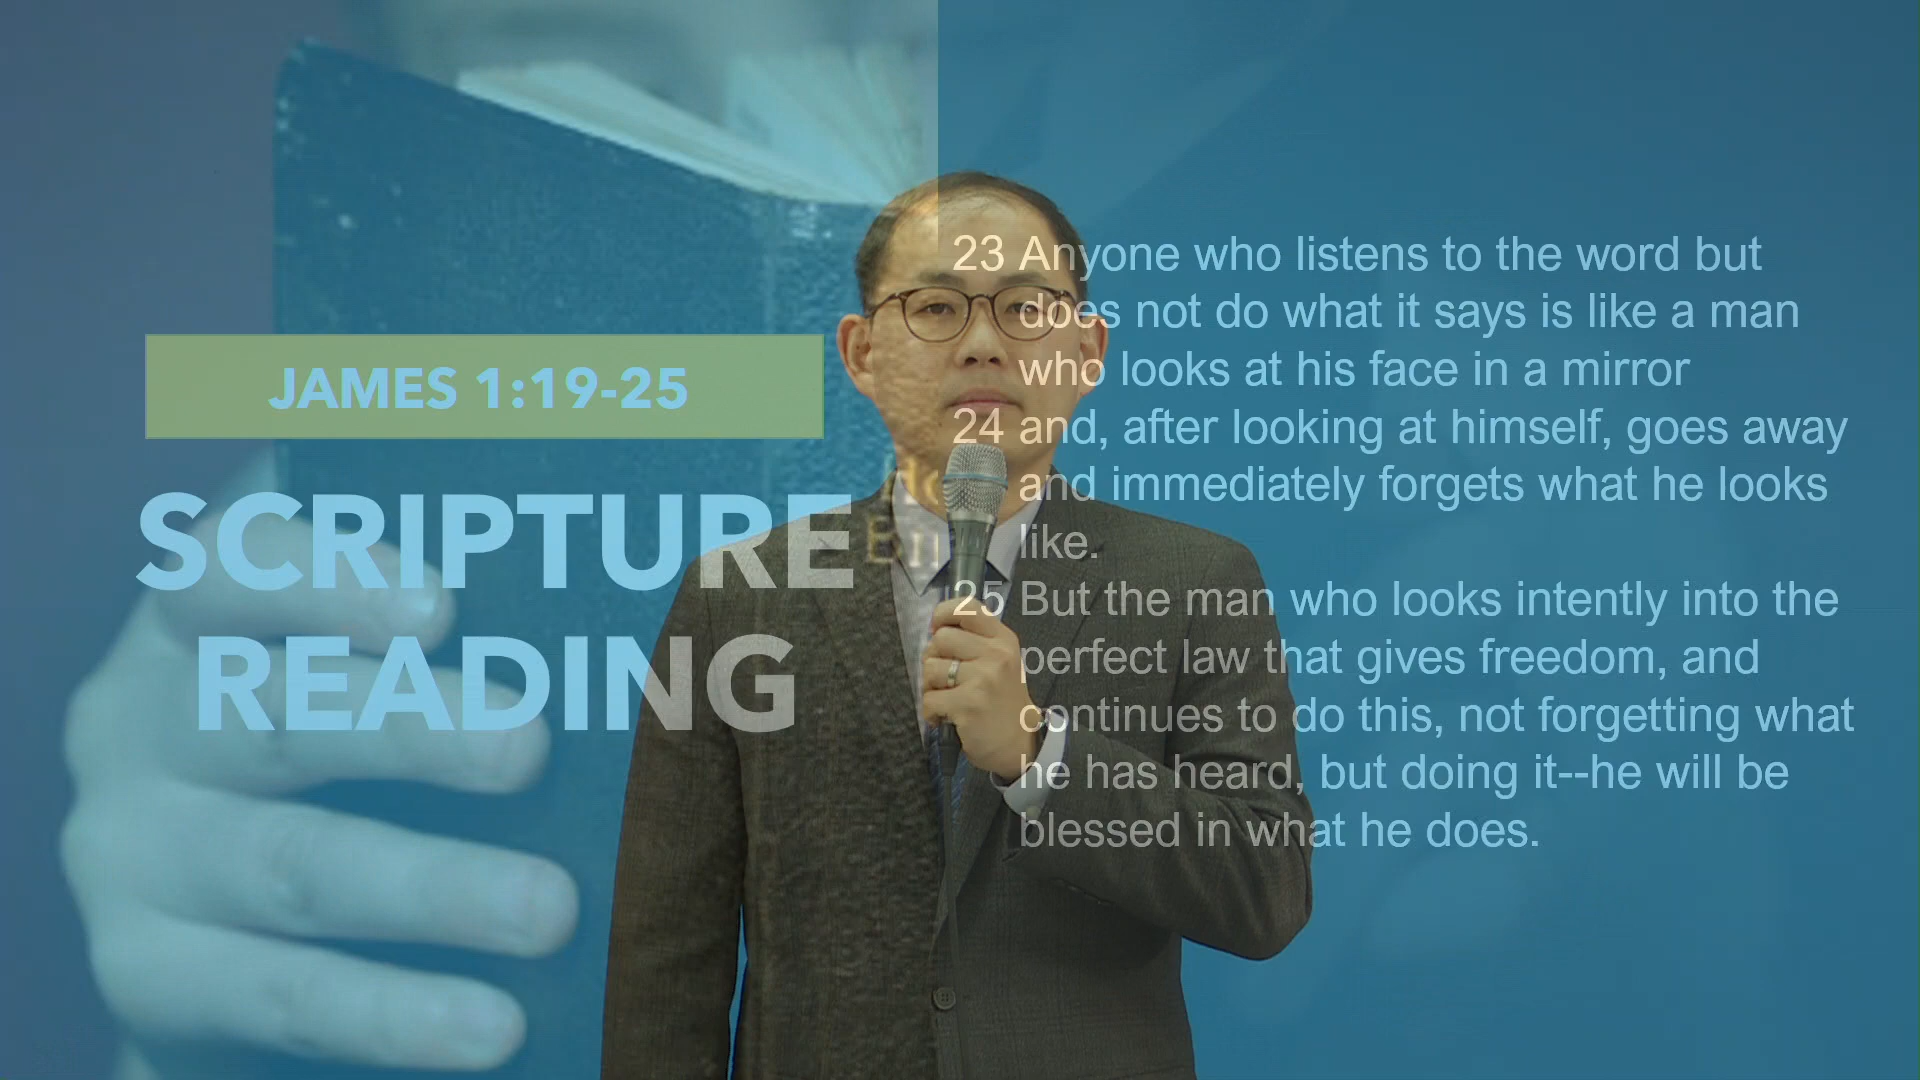 JAMES 1:19-25
SCRIPTURE
READING
23 Anyone who listens to the word but
does not do what it says is like a man
who looks at his face in a mirror
24 and, after looking at himself, goes away
and immediately forgets what he looks
like.
25 But the man who looks intently into the
perfect law that gives freedom, and
continues to do this, not forgetting what
he has heard, but doing it--he will be
blessed in what he does.